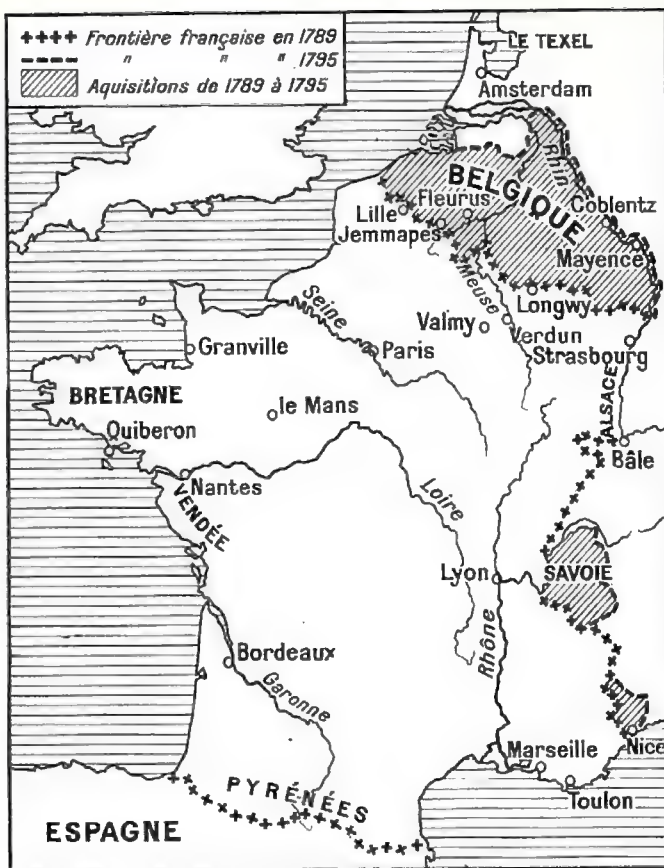 Frontière française en 1789
" " " 1795
Aquisitions de 1789 à 1795
LE TEXEL
Amsterdam
Rhin
BELGIQUE
Fleurus
Coblentz
Lille
Jemmapes
Mayence
Meuse
Longwy
Seine
Valmy
Verdun
Granville
Paris
Strasbourg
ALSACE
BRETAGNE
le Mans
Quiberon
Bâle
Nantes
Loire
VENDÉE
SAVOIE
Lyon
Rhône
Bordeaux
Garonne
Nice
Marseille
PYRÉNÉES
Toulon
ESPAGNE